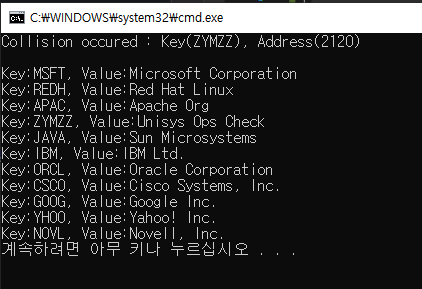 C:₩WINDOWS₩system32₩cmd.exe
Collision occured : Key(ZYMZZ), Address(2120)
Key:MSFT, Value:Microsoft Corporation
Key:REDH, Value:Red Hat Linux
Key:APAC, Value:Apache Org
Key:ZYMZZ, Value:Unisys Ops Check
Key:JAVA, Value:Sun Microsystems
Key:IBM, Value:IBM Ltd.
Key:ORCL, Value:Oracle Corporation
Key:CSCO, Value:Cisco Systems, Inc.
Key:GOOG, Value:Google Inc.
Key:YHOO, Value:Yahoo! Inc.
Key:NOVL, Value:Novell, Inc.
계속하려면 아무 키나 누르십시오 . . .